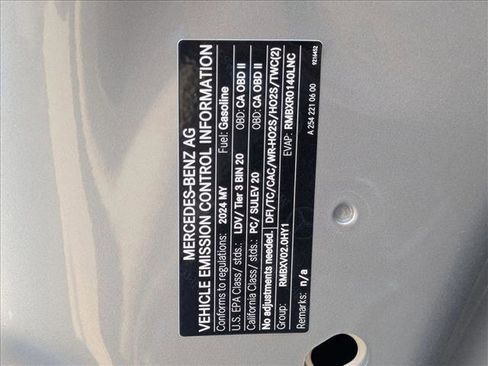 MERCEDES-BENZ AG
VEHICLE EMISSION CONTROL INFORMATION
Conforms to regulations: 2024 MY Fuel: Gasoline
U.S. EPA Class/ stds.: LDV/ Tier 3 BIN 20 OBD: CA OBD II
California Class/ stds.: PC/ SULEV 20 OBD: CA OBD II
No adjustments needed. DFI/TC/CAC/WR-HO2S/HO2S/TWC(2)
Group: RMBXV02.0HY1 EVAP: RMBXR0140LNC
Remarks: n/a A 254 221 06 00
9216452